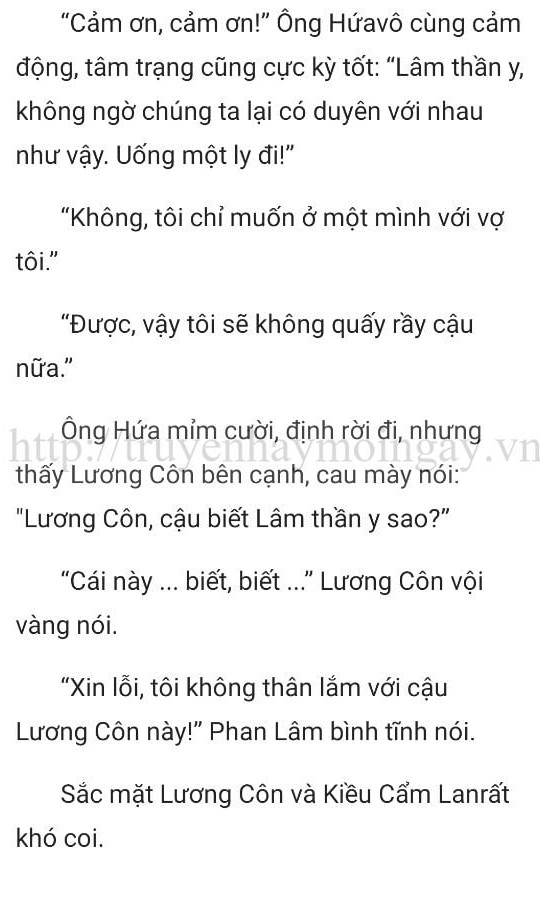 “Cảm ơn, cảm ơn!” Ông Hứavô cùng cảm
động, tâm trạng cũng cực kỳ tốt: “Lâm thần y,
không ngờ chúng ta lại có duyên với nhau
như vậy. Uống một ly đi!”
“Không, tôi chỉ muốn ở một mình với vợ
tôi.”
“Được, vậy tôi sẽ không quấy rầy cậu
nữa.”
Ông Hứa mỉm cười, định rời đi, nhưng
http://truyenhaymoingay.vn
thấy Lương Côn bên cạnh, cau mày nói:
"Lương Côn, cậu biết Lâm thần y sao?”
“Cái này ... biết, biết ...” Lương Côn vội
vàng nói.
“Xin lỗi, tôi không thân lắm với cậu
Lương Côn này!” Phan Lâm bình tĩnh nói.
Sắc mặt Lương Côn và Kiều Cẩm Lanrất
khó coi.